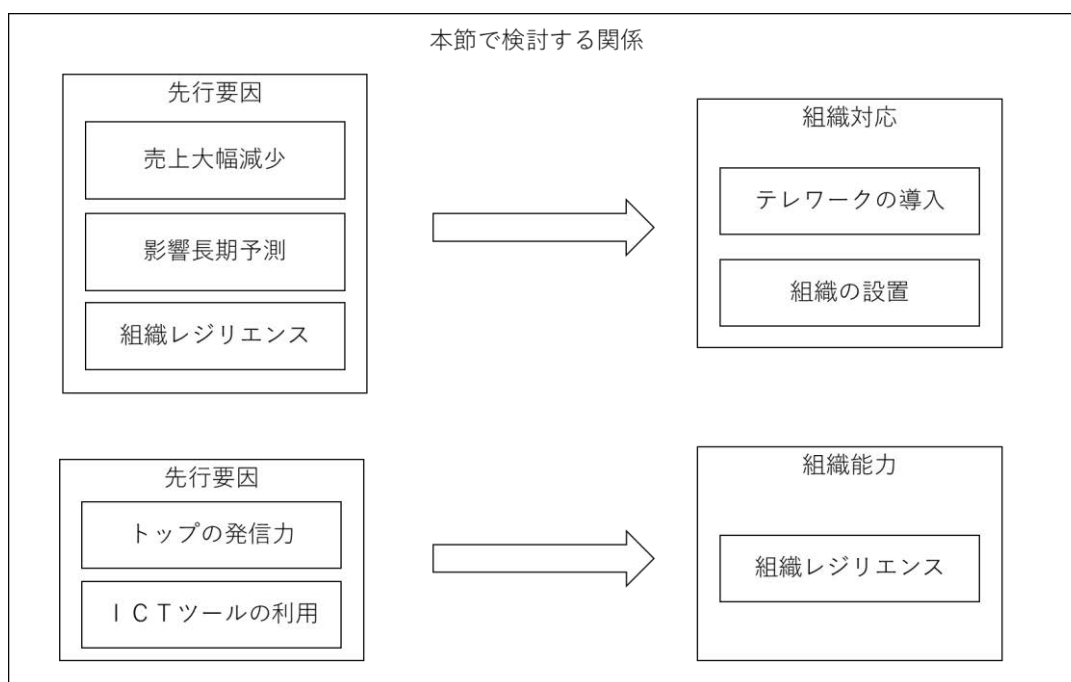 本節で検討する関係
先行要因
売上大幅減少
影響長期予測
組織レジリエンス
組織対応
テレワークの導入
組織の設置
先行要因
トップの発信力
ＩＣＴツールの利用
組織能力
組織レジリエンス